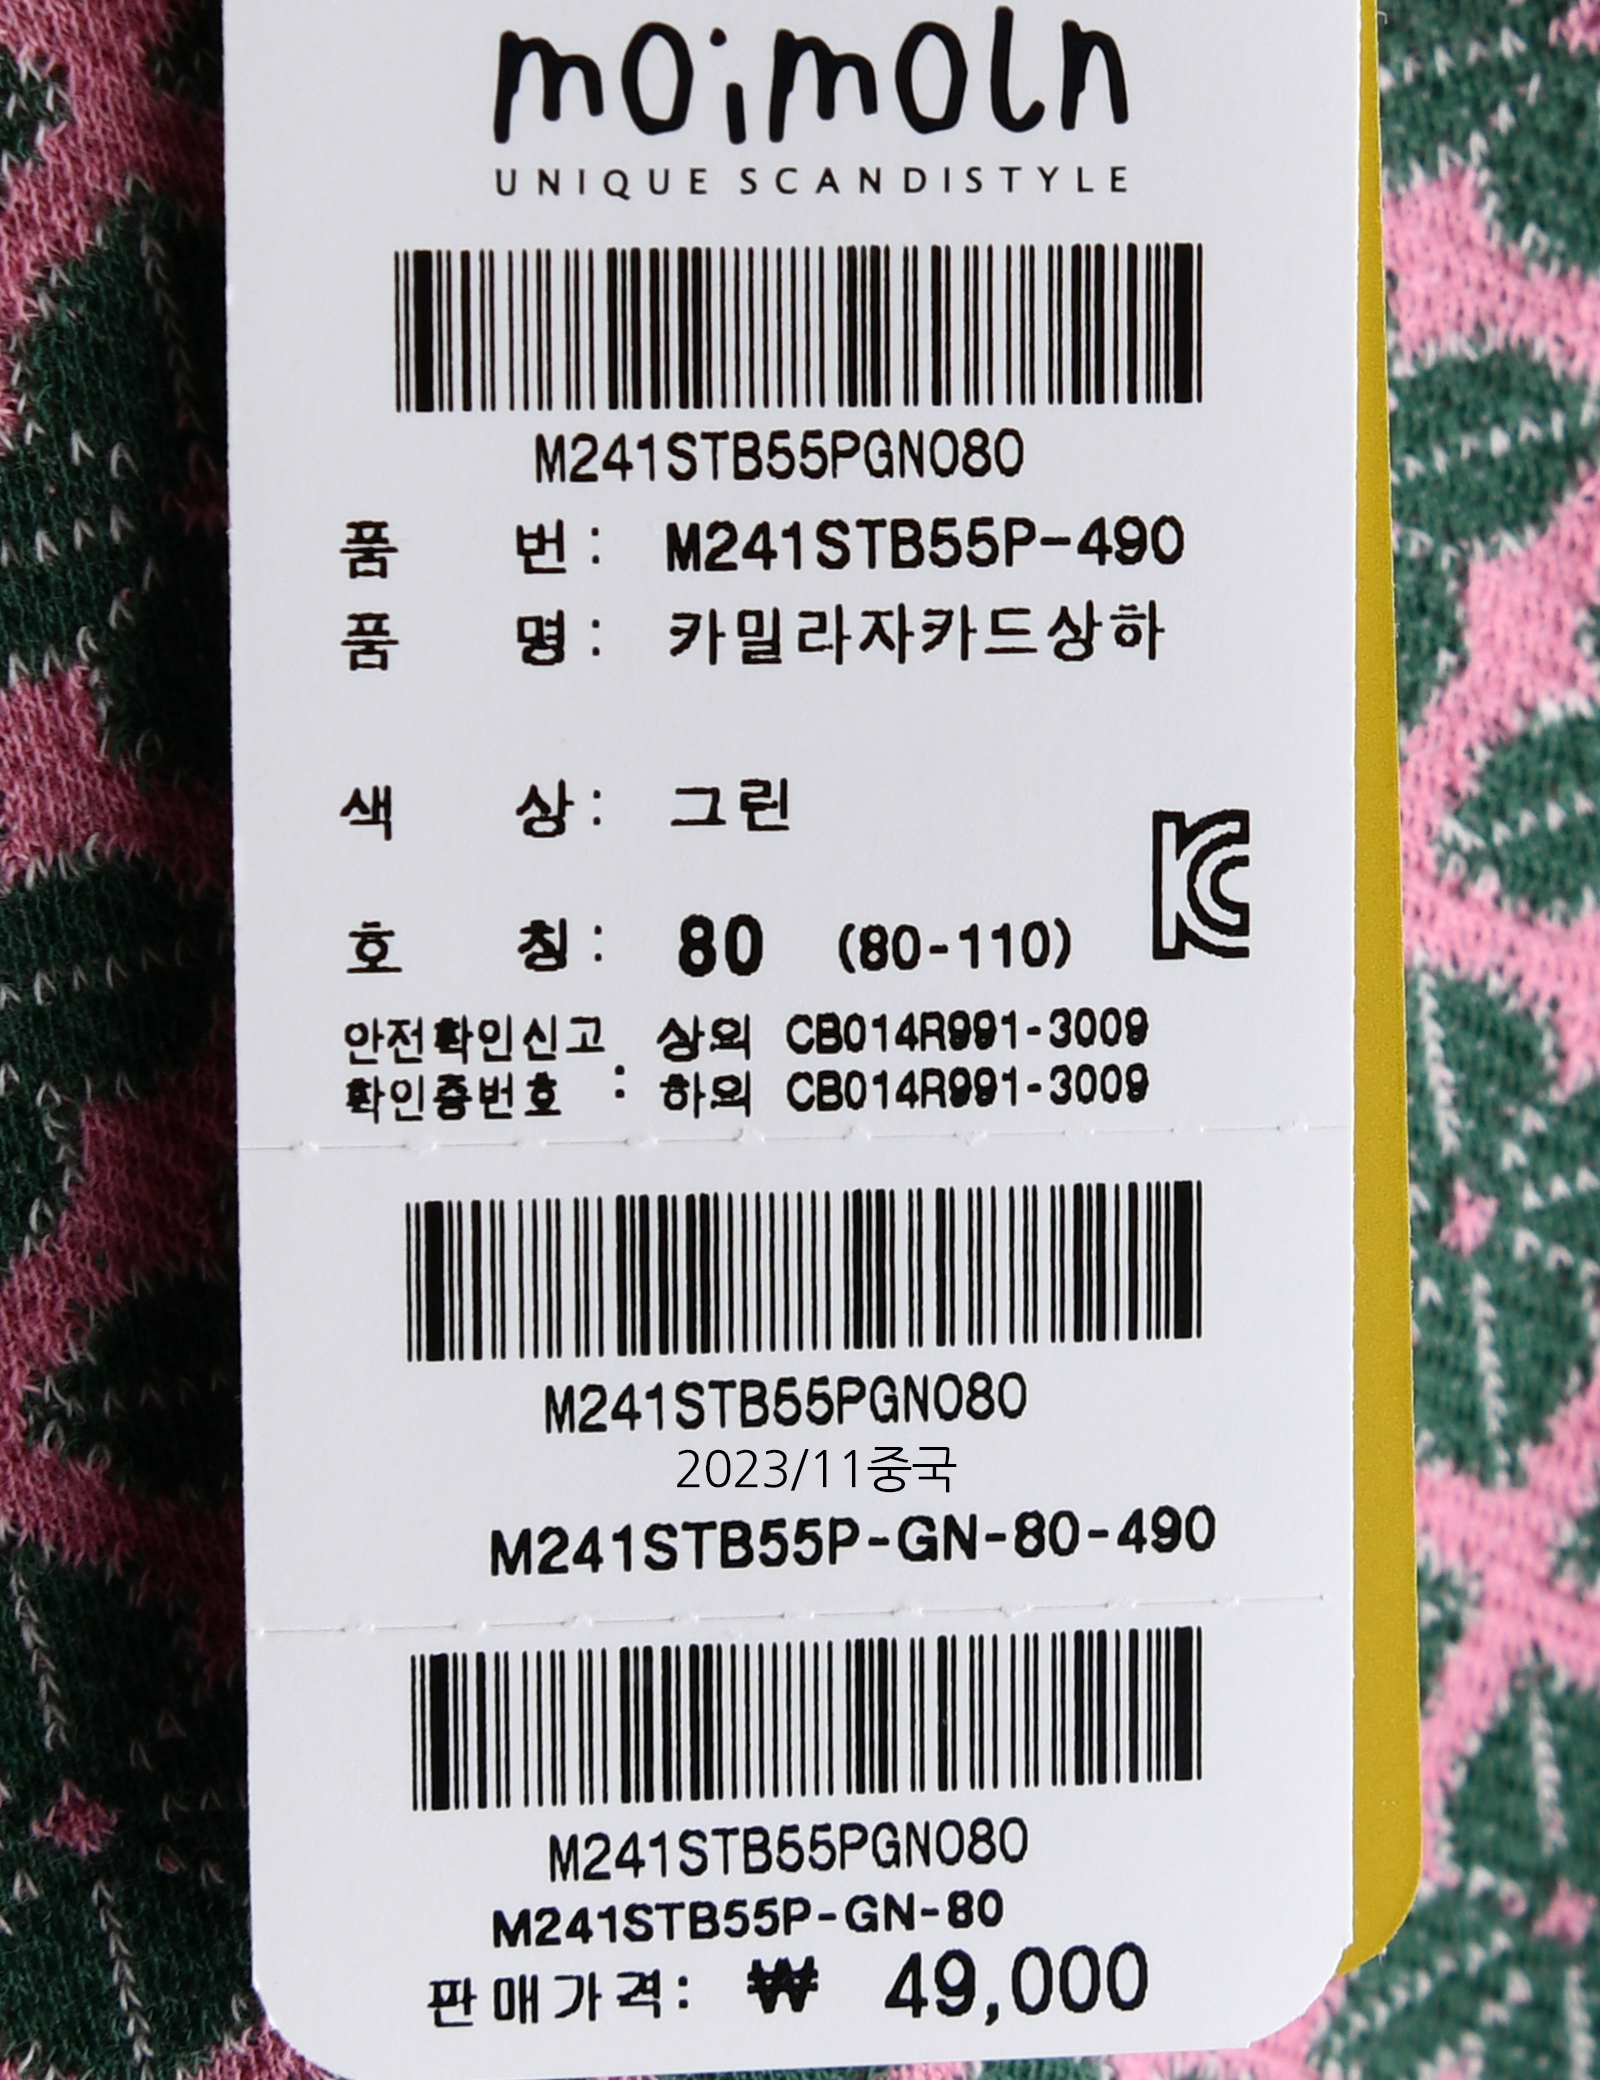 moimoln
UNIQUE SCANDISTYLE
M241STB55PGN080
품 번 : M241STB55P-490
품 명 : 카밀라자카드상하
색 상 : 그린
호 칭 : 80 (80-110)
안전확인신고 상의 CB014R991-3009
확인증번호 : 하의 CB014R991-3009
M241STB55PGN080
2023/11중국
M241STB55P-GN-80-490
M241STB55PGN080
M241STB55P-GN-80
판매가격: ₩ 49,000